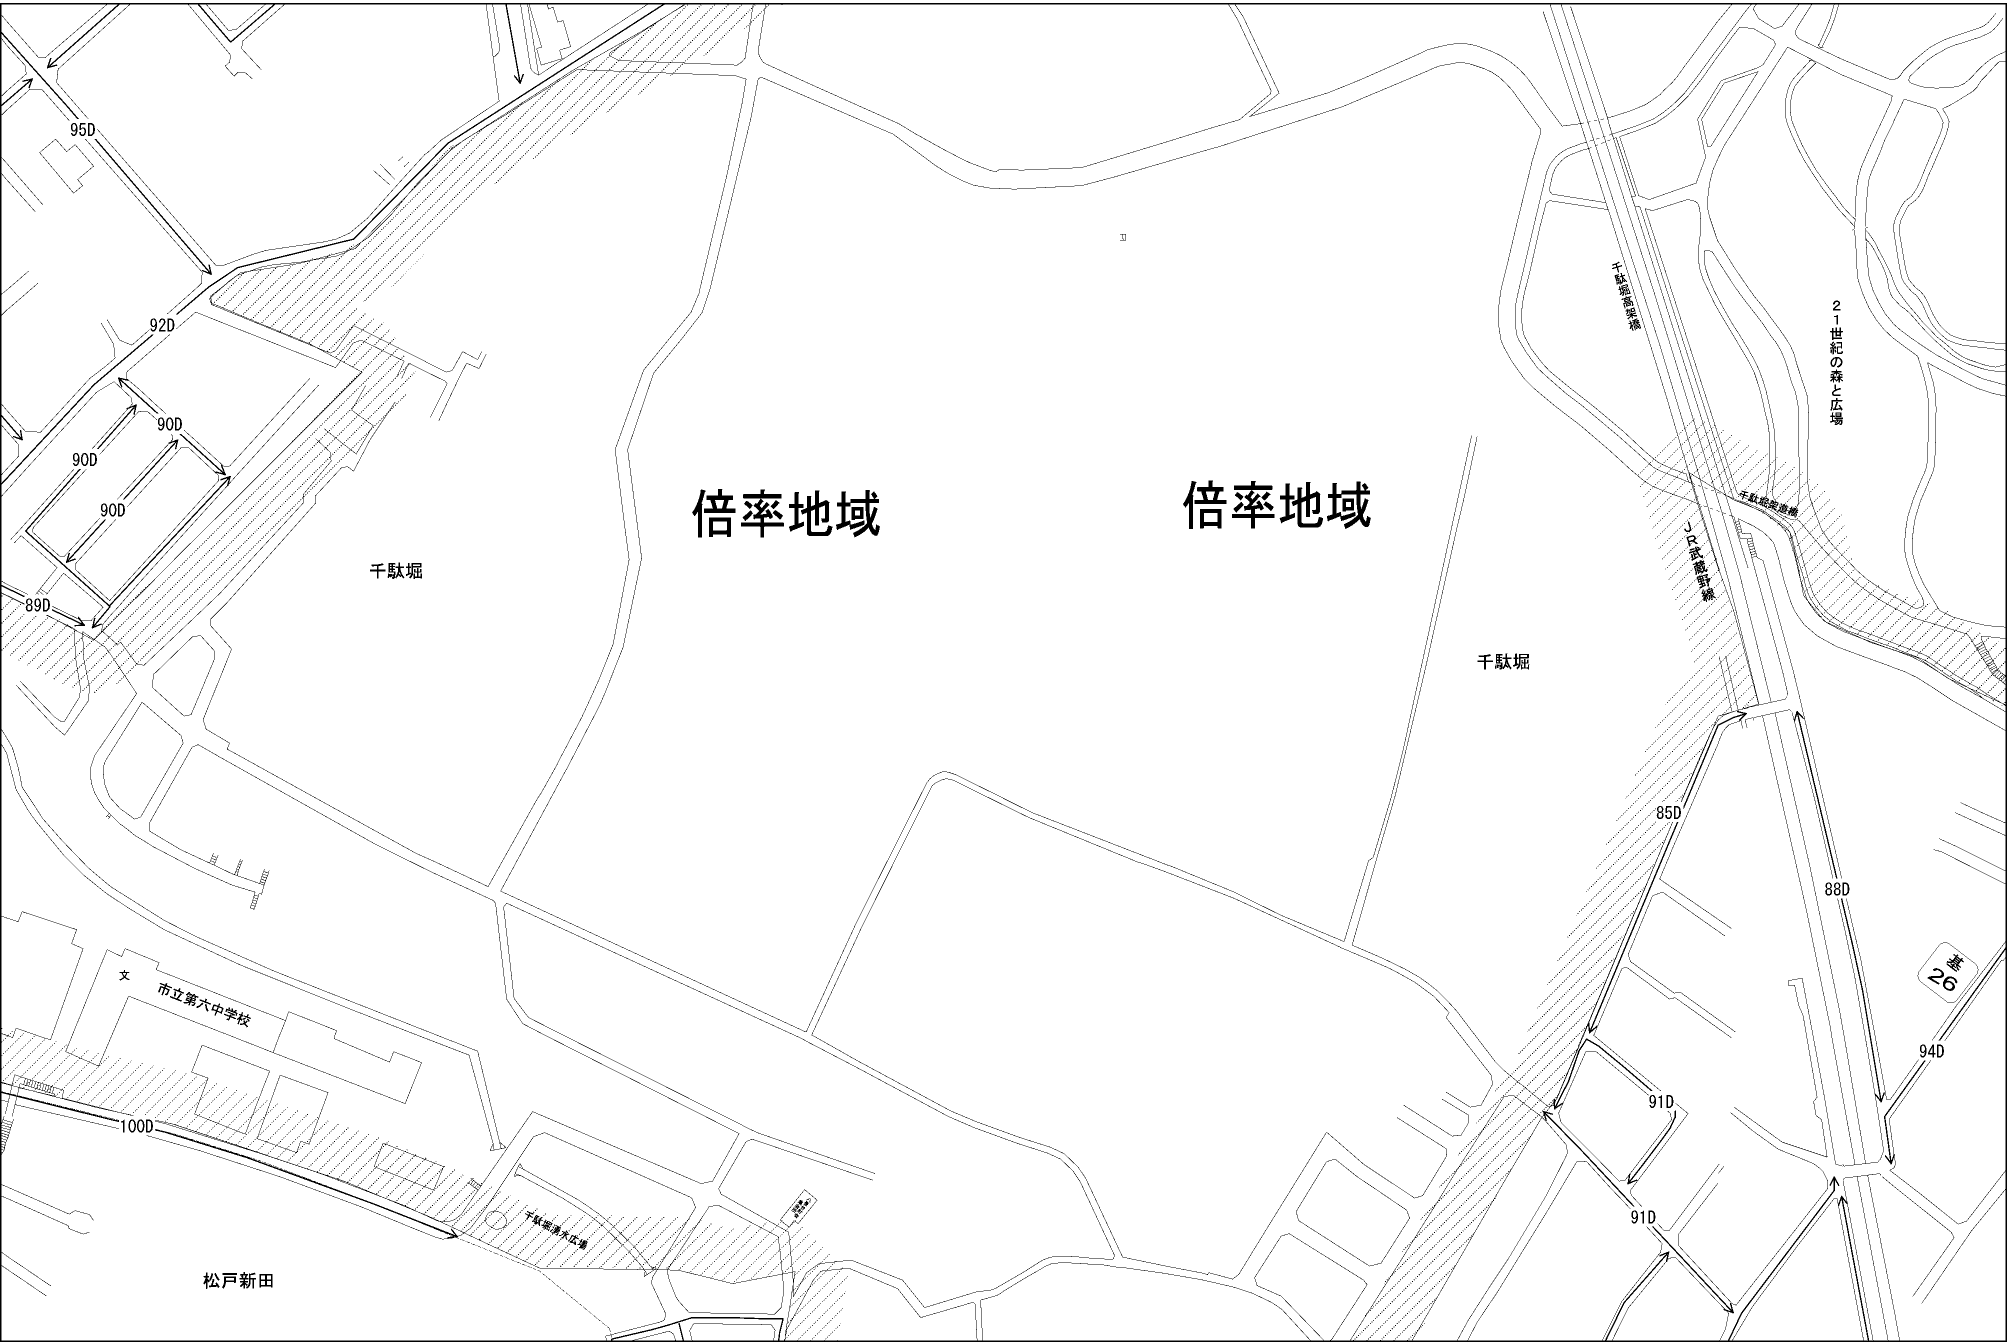 95D
92D
千駄堀高架橋
21世紀の森と広場
90D
90D
90D
倍率地域
倍率地域
千駄堀架道橋
JR武蔵野線
千駄堀
89D
千駄堀
85D
88D
基
26
文
市立第六中学校
94D
91D
100D
91D
千駄堀湧水広場
松戸新田